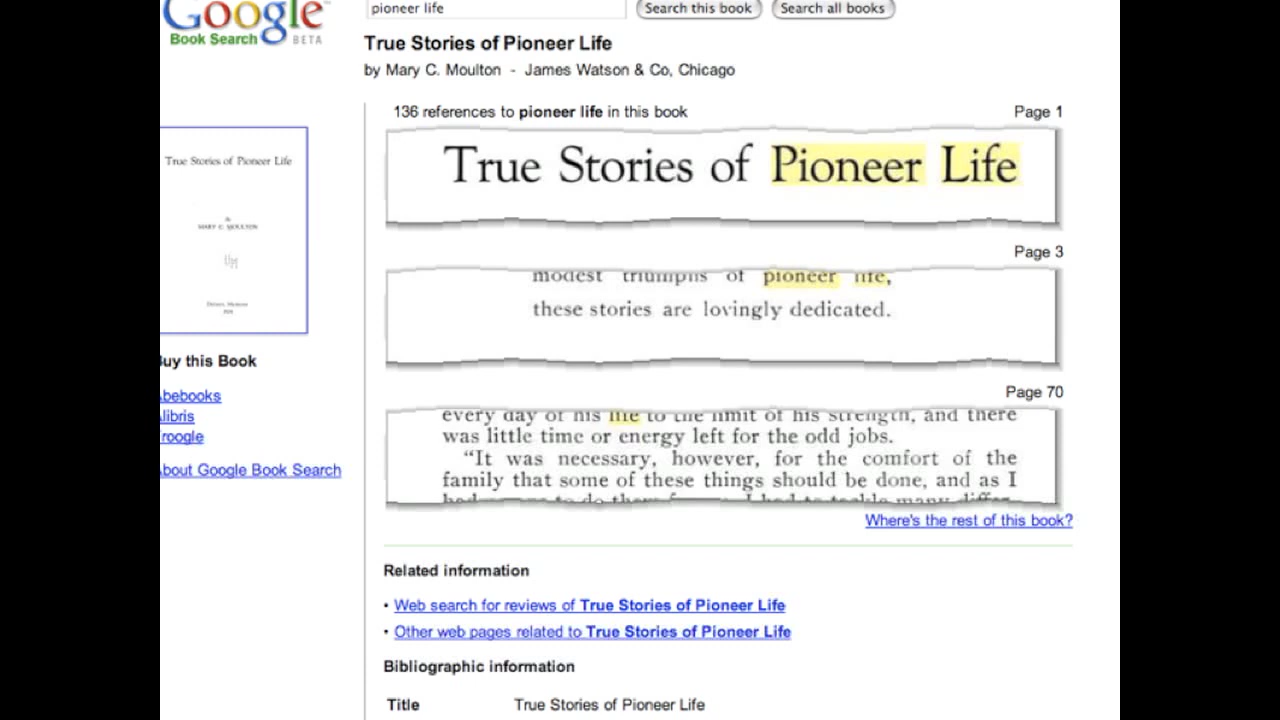 Google
Book Search BETA
pioneer life
Search this book
Search all books
True Stories of Pioneer Life
by Mary C. Moulton - James Watson & Co, Chicago
136 references to pioneer life in this book
Page 1
True Stories of Pioneer Life
True Stories of Pioneer Life
By
MARY C. MOULTON
Page 3
modest triumphs of pioneer life,
these stories are lovingly dedicated.
uy this Book
bebooks
libris
roogle
bout Google Book Search
Page 70
every day of his life to the limit of his strength, and there
was little time or energy left for the odd jobs.
"It was necessary, however, for the comfort of the
family that some of these things should be done, and as I
Where's the rest of this book?
Related information
• Web search for reviews of True Stories of Pioneer Life
• Other web pages related to True Stories of Pioneer Life
Bibliographic information
Title True Stories of Pioneer Life